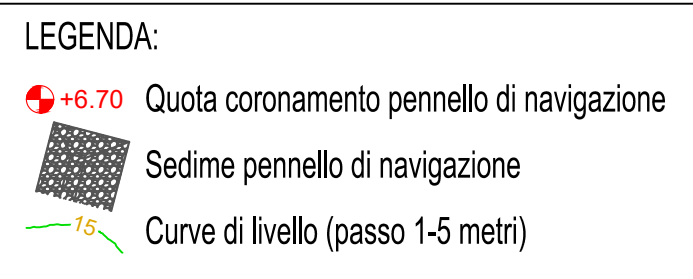 LEGENDA:
+6.70 Quota coronamento pennello di navigazione
Sedime pennello di navigazione
15 Curve di livello (passo 1-5 metri)